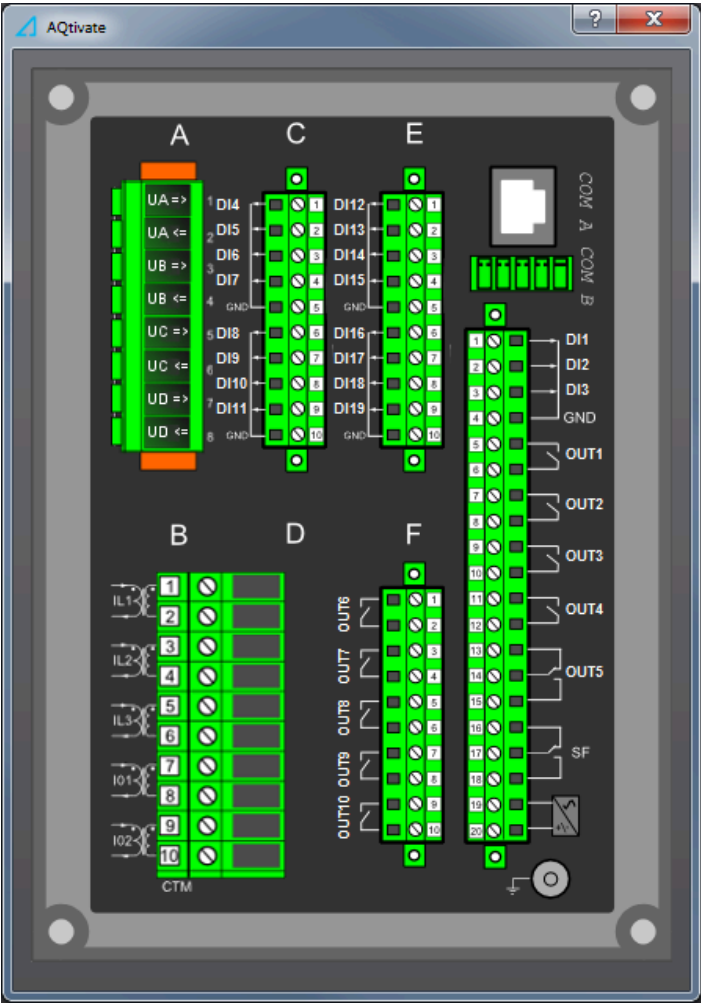 AQtivate
?
A
C
E
COM A
COM B
UA => 1
UA <= 2
UB => 3
UB <= 4
UC => 5
UC <= 6
UD => 7
UD <= 8
DI4 1
DI5 2
DI6 3
DI7 4
GND 5
DI8 6
DI9 7
DI10 8
DI11 9
GND 10
DI12 1
DI13 2
DI14 3
DI15 4
GND 5
DI16 6
DI17 7
DI18 8
DI19 9
GND 10
1 DI1
2 DI2
3 DI3
4 GND
5
OUT1
6
7
OUT2
8
9
OUT3
10
11
OUT4
12
13
14 OUT5
15
16
17 SF
18
19
20
+/-
B
D
F
IL1
1
2
IL2
3
4
IL3
5
6
I01
7
8
I02
9
10
CTM
OUT6
1
2
OUT7
3
4
OUT8
5
6
OUT9
7
8
OUT10
9
10